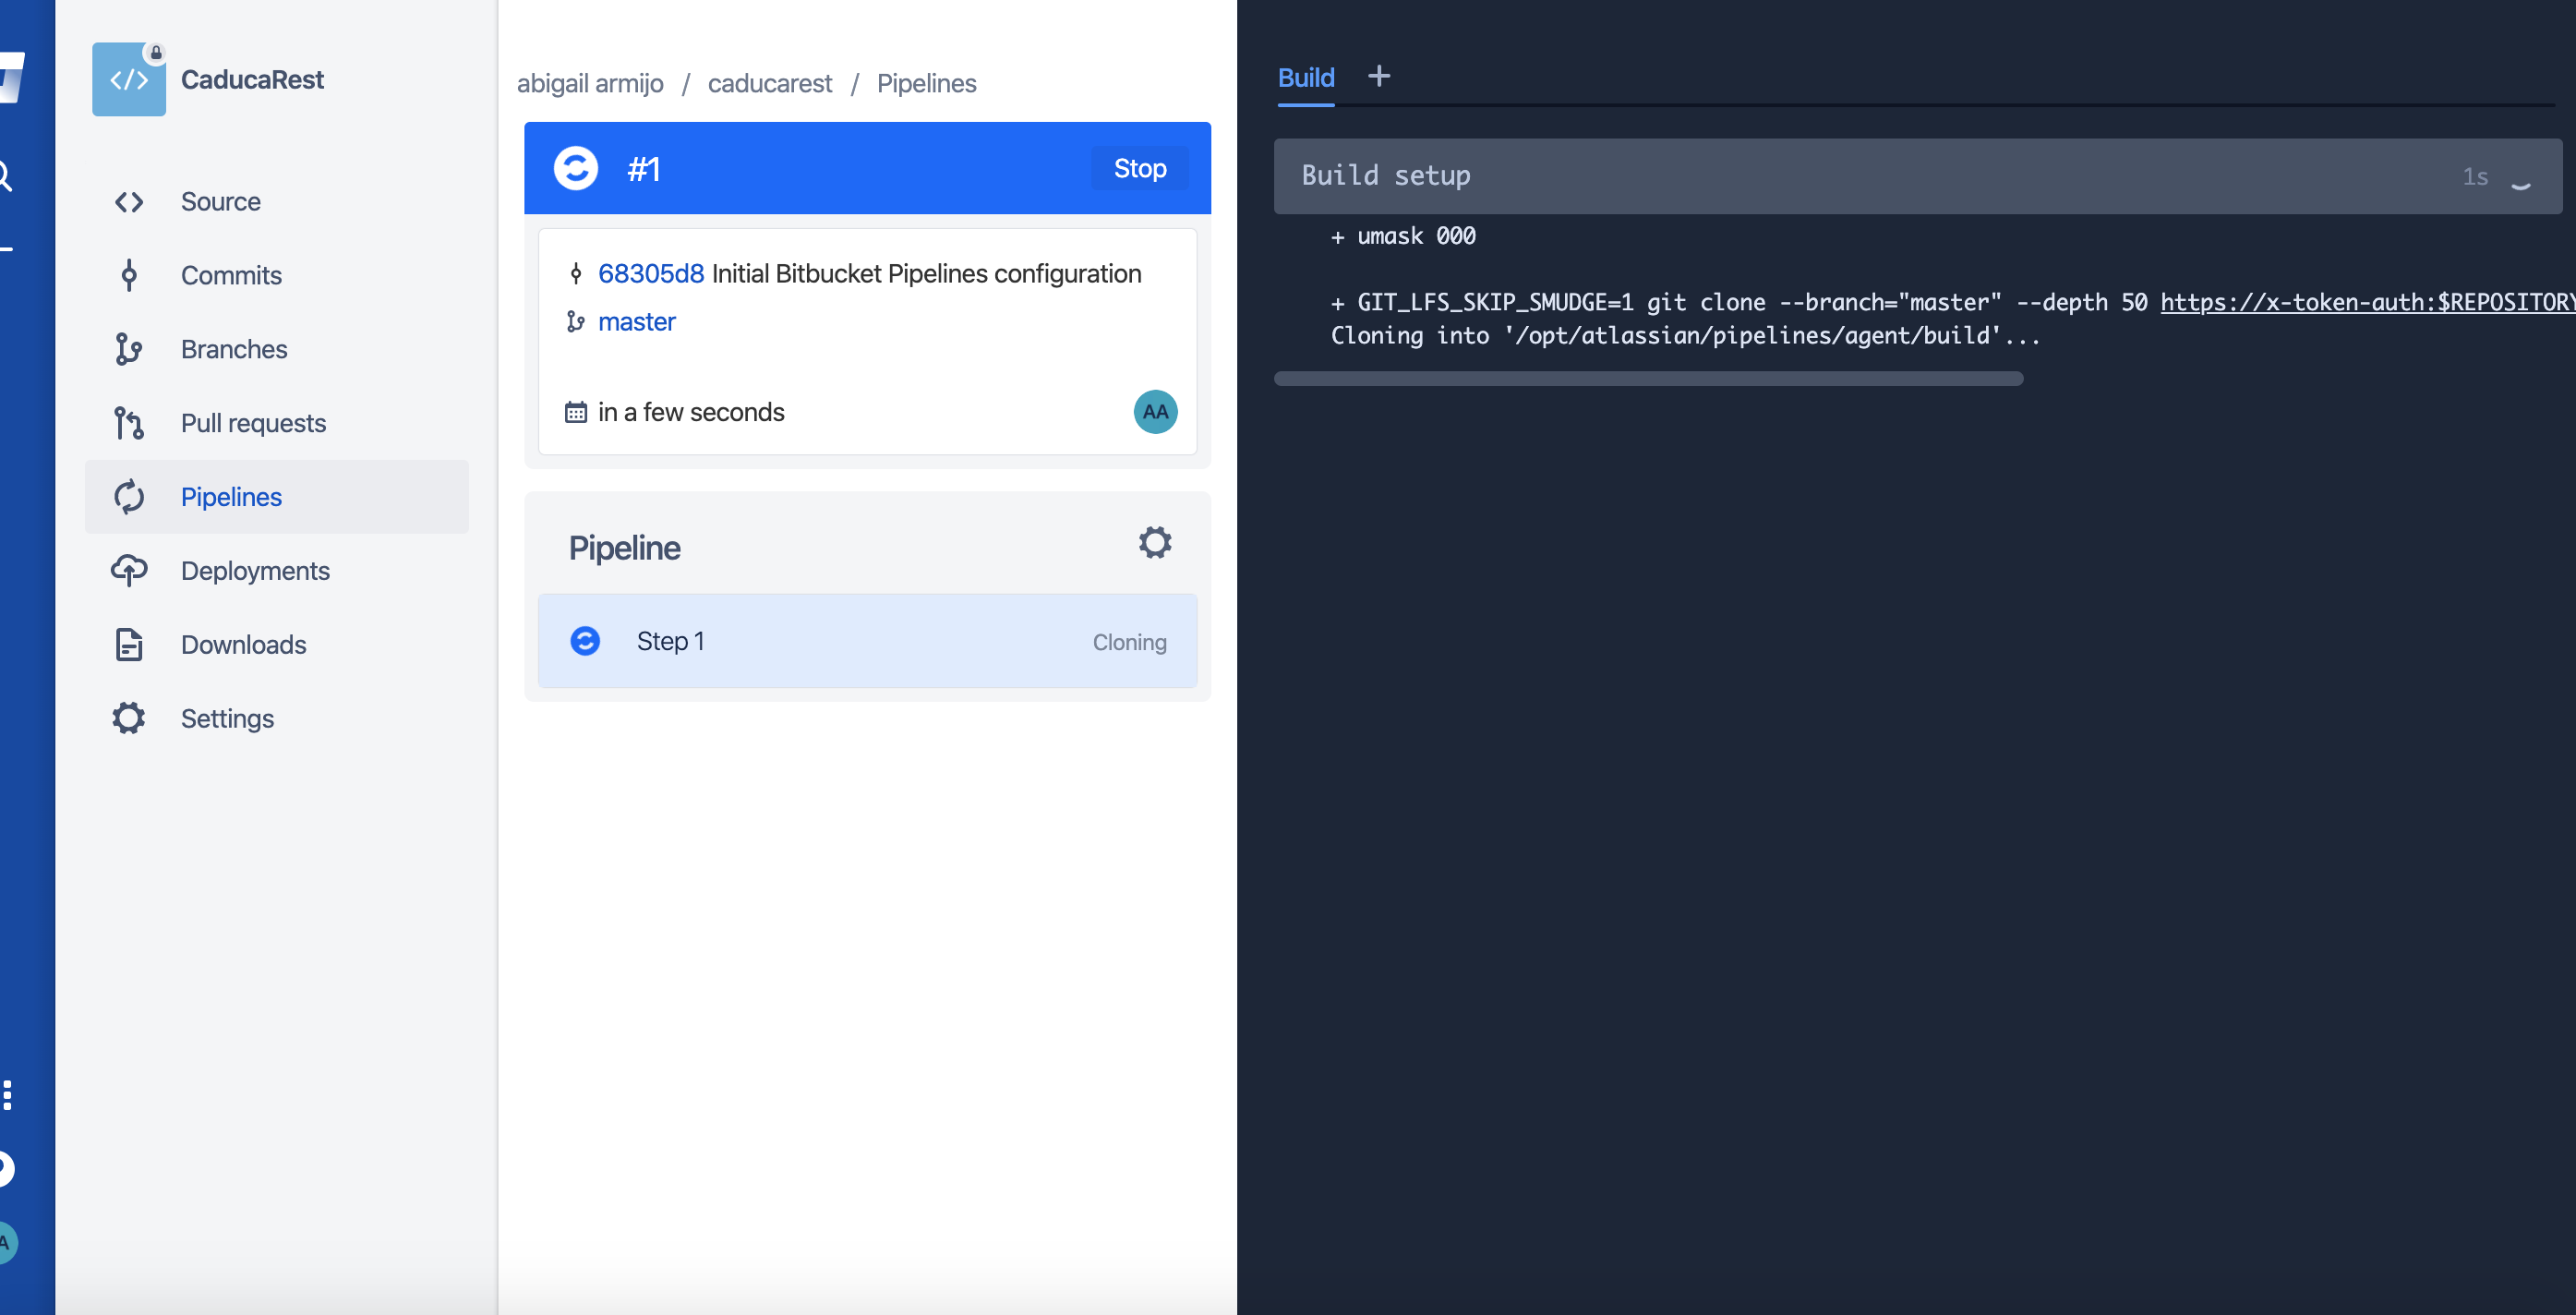 CaducaRest
Source
Commits
Branches
Pull requests
Pipelines
Deployments
Downloads
Settings
abigail armijo / caducarest / Pipelines
#1
Stop
68305d8 Initial Bitbucket Pipelines configuration
master
in a few seconds
AA
Pipeline
Step 1
Cloning
Build +
Build setup
1s
+ umask 000
+ GIT_LFS_SKIP_SMUDGE=1 git clone --branch="master" --depth 50 https://x-token-auth:$REPOSITORY
Cloning into '/opt/atlassian/pipelines/agent/build'...
A